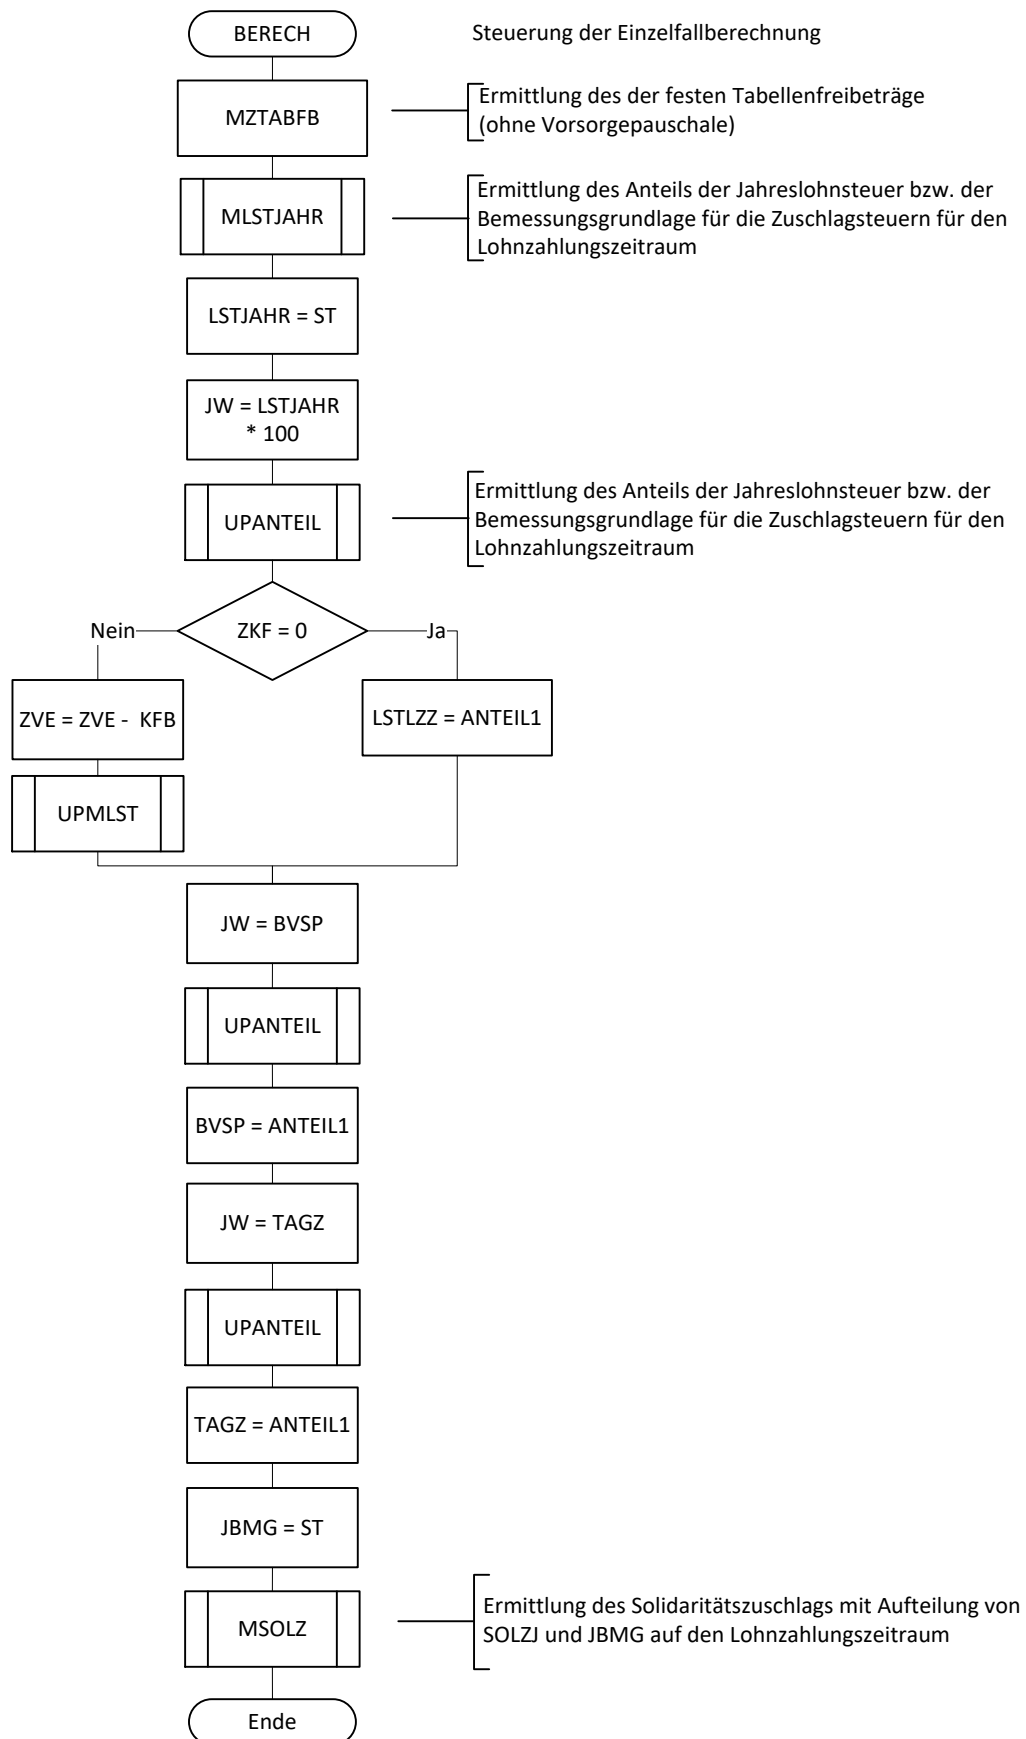 BERECH
Steuerung der Einzelfallberechnung
MZTABFB
Ermittlung des der festen Tabellenfreibeträge
(ohne Vorsorgepauschale)
MLSTJAHR
Ermittlung des Anteils der Jahreslohnsteuer bzw. der
Bemessungsgrundlage für die Zuschlagsteuern für den
Lohnzahlungszeitraum
LSTJAHR = ST
JW = LSTJAHR
* 100
UPANTEIL
Ermittlung des Anteils der Jahreslohnsteuer bzw. der
Bemessungsgrundlage für die Zuschlagsteuern für den
Lohnzahlungszeitraum
Nein
ZKF = 0
Ja
ZVE = ZVE - KFB
LSTLZZ = ANTEIL1
UPMLST
JW = BVSP
UPANTEIL
BVSP = ANTEIL1
JW = TAGZ
UPANTEIL
TAGZ = ANTEIL1
JBMG = ST
MSOLZ
Ermittlung des Solidaritätszuschlags mit Aufteilung von
SOLZJ und JBMG auf den Lohnzahlungszeitraum
Ende